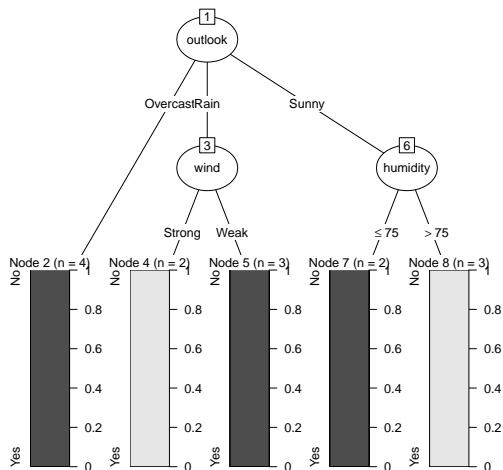 1
outlook
Overcast Rain Sunny
3 6
wind humidity
Strong Weak ≤ 75 > 75
Node 2 (n = 4) Node 4 (n = 2) Node 5 (n = 3) Node 7 (n = 2) Node 8 (n = 3)
No 1 No 1 No 1 No 1 No 1
0.8 0.8 0.8 0.8 0.8
0.6 0.6 0.6 0.6 0.6
0.4 0.4 0.4 0.4 0.4
0.2 0.2 0.2 0.2 0.2
Yes 0 Yes 0 Yes 0 Yes 0 Yes 0